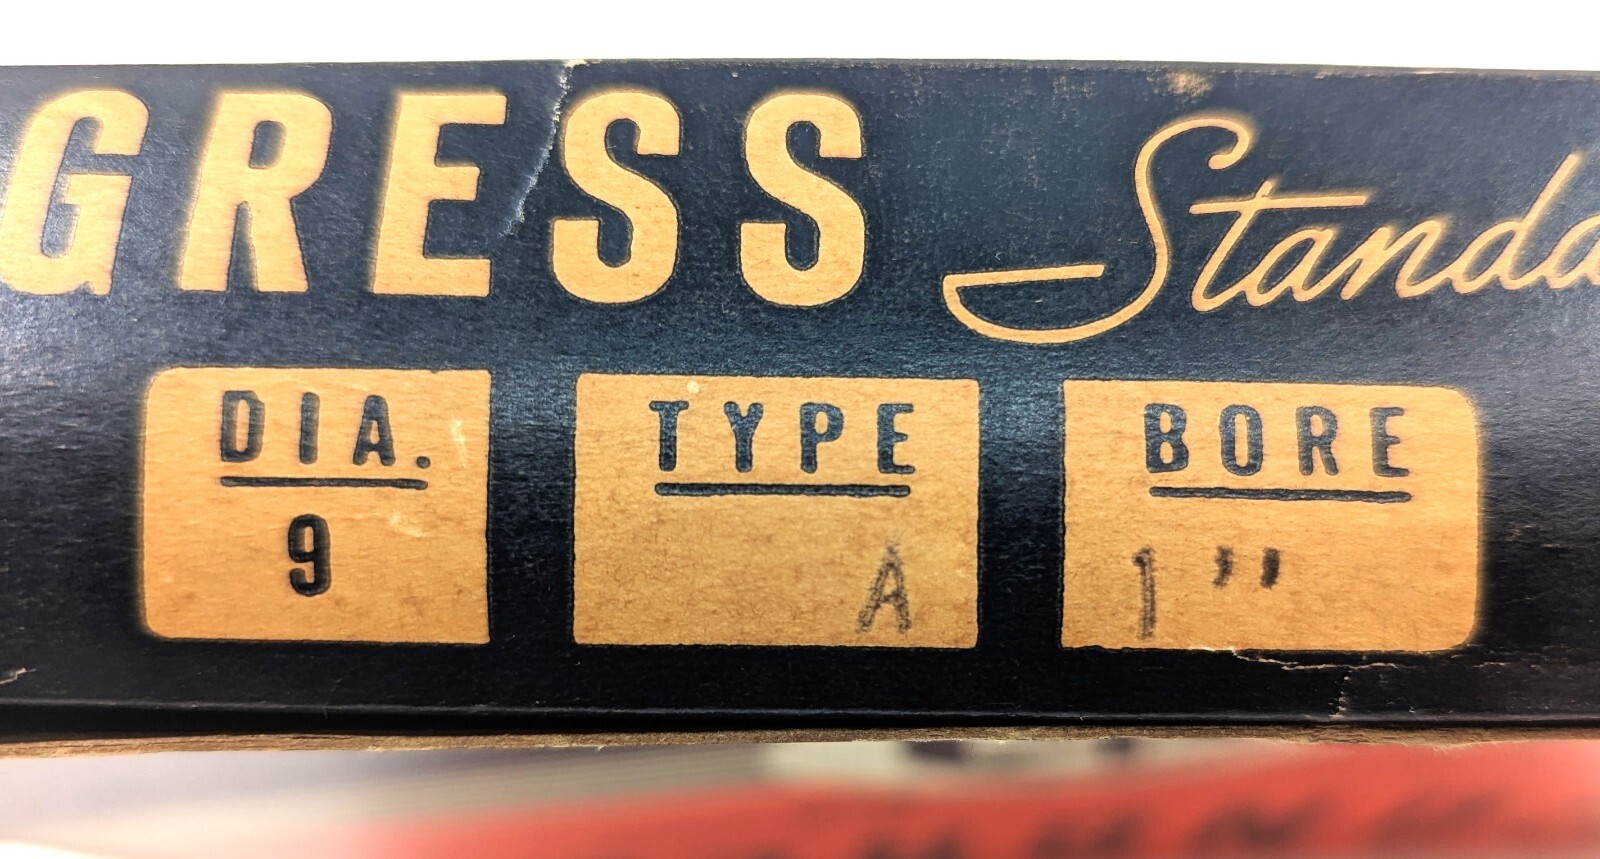 GRESS Standa
DIA. TYPE BORE
9 A 1"